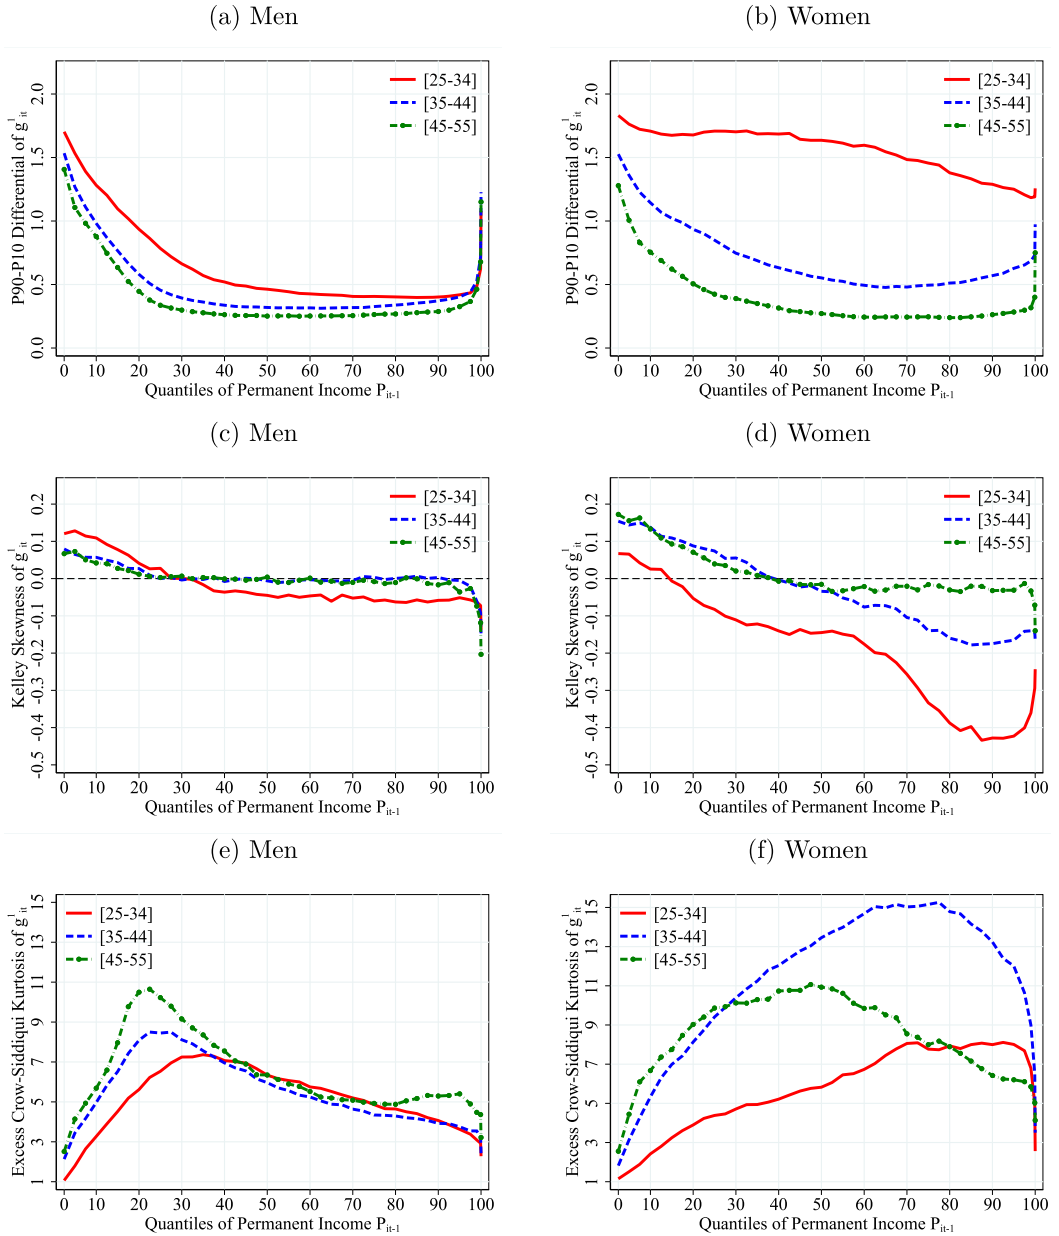 (a) Men
(b) Women
P90-P10 Differential of g¹ᵢₜ
0.0 0.5 1.0 1.5 2.0
[25-34]
[35-44]
[45-55]
0 10 20 30 40 50 60 70 80 90 100
Quantiles of Permanent Income Pᵢₜ₋₁
P90-P10 Differential of g¹ᵢₜ
0.0 0.5 1.0 1.5 2.0
[25-34]
[35-44]
[45-55]
0 10 20 30 40 50 60 70 80 90 100
Quantiles of Permanent Income Pᵢₜ₋₁
(c) Men
(d) Women
Kelley Skewness of g¹ᵢₜ
-0.5 -0.4 -0.3 -0.2 -0.1 0.0 0.1 0.2
[25-34]
[35-44]
[45-55]
0 10 20 30 40 50 60 70 80 90 100
Quantiles of Permanent Income Pᵢₜ₋₁
Kelley Skewness of g¹ᵢₜ
-0.5 -0.4 -0.3 -0.2 -0.1 0.0 0.1 0.2
[25-34]
[35-44]
[45-55]
0 10 20 30 40 50 60 70 80 90 100
Quantiles of Permanent Income Pᵢₜ₋₁
(e) Men
(f) Women
Excess Crow-Siddiqui Kurtosis of g¹ᵢₜ
1 3 5 7 9 11 13 15
[25-34]
[35-44]
[45-55]
0 10 20 30 40 50 60 70 80 90 100
Quantiles of Permanent Income Pᵢₜ₋₁
Excess Crow-Siddiqui Kurtosis of g¹ᵢₜ
1 3 5 7 9 11 13 15
[25-34]
[35-44]
[45-55]
0 10 20 30 40 50 60 70 80 90 100
Quantiles of Permanent Income Pᵢₜ₋₁